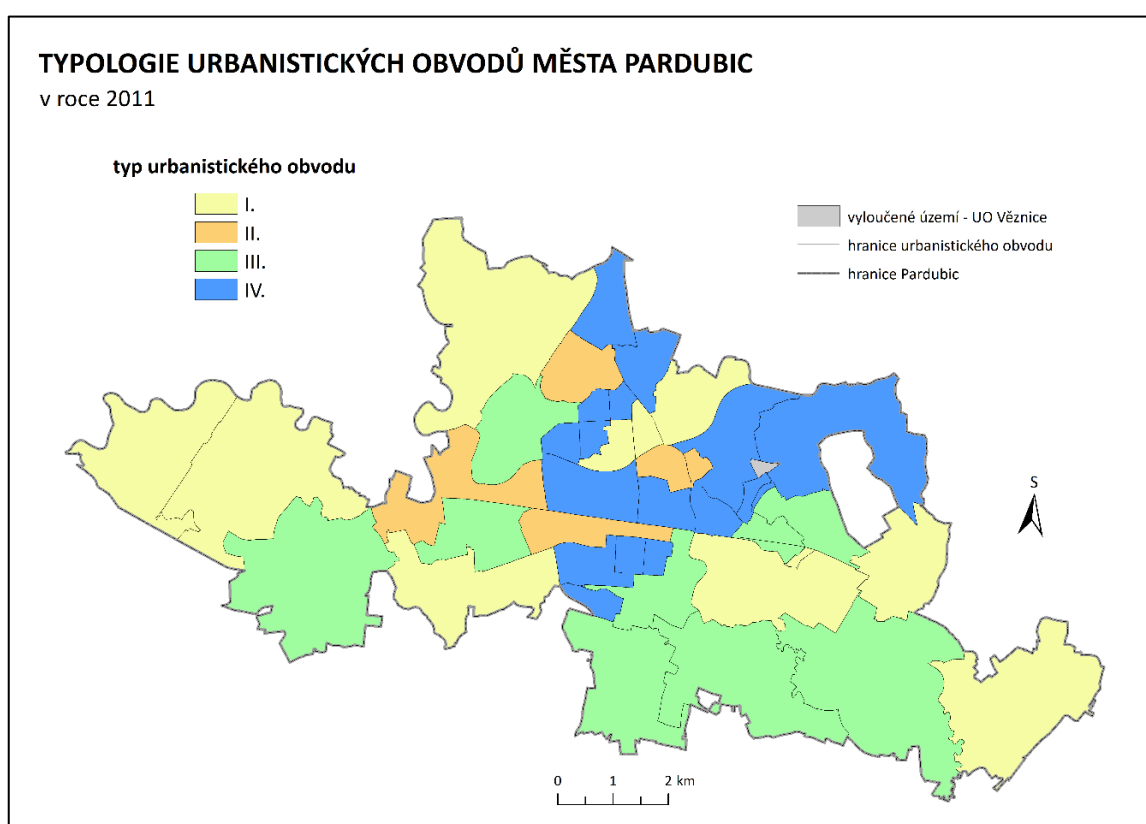 TYPOLOGIE URBANISTICKÝCH OBVODŮ MĚSTA PARDUBIC
v roce 2011
typ urbanistického obvodu
I.
II.
III.
IV.
vyloučené území - UO Věznice
hranice urbanistického obvodu
hranice Pardubic
S
0 1 2 km